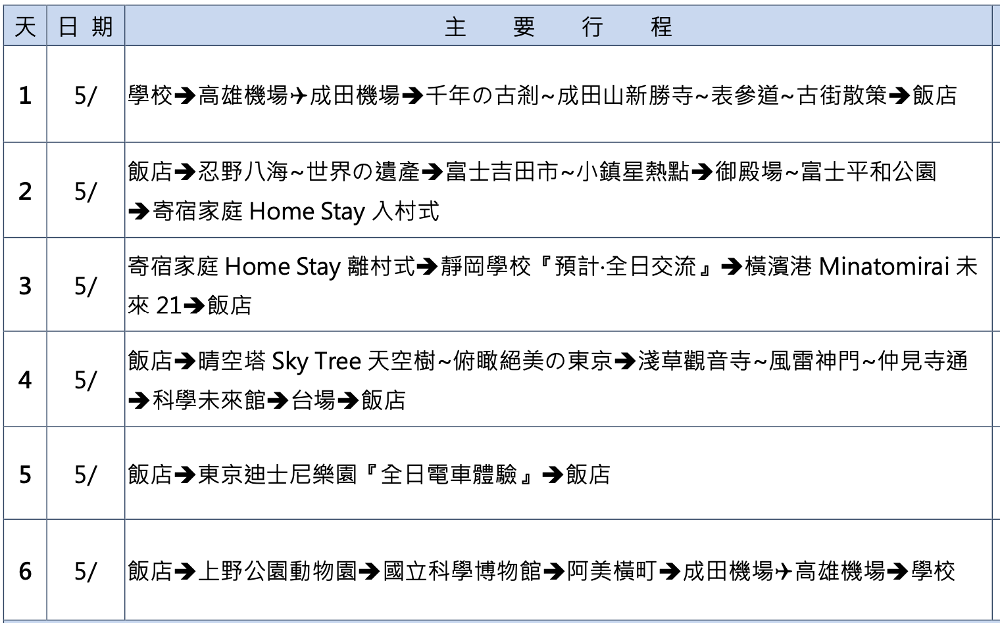 天 日 期 主 要 行 程
1 5/ 學校➔高雄機場✈成田機場➔千年の古剎~成田山新勝寺~表參道~古街散策➔飯店
2 5/ 飯店➔忍野八海~世界の遺產➔富士吉田市~小鎮星熱點➔御殿場~富士平和公園
➔寄宿家庭 Home Stay 入村式
3 5/ 寄宿家庭 Home Stay 離村式➔靜岡學校『預計·全日交流』➔橫濱港 Minatomirai 未
來 21➔飯店
4 5/ 飯店➔晴空塔 Sky Tree 天空樹~俯瞰絕美の東京➔淺草觀音寺~風雷神門~仲見寺通
➔科學未來館➔台場➔飯店
5 5/ 飯店➔東京迪士尼樂園『全日電車體驗』➔飯店
6 5/ 飯店➔上野公園動物園➔國立科學博物館➔阿美橫町➔成田機場✈高雄機場➔學校